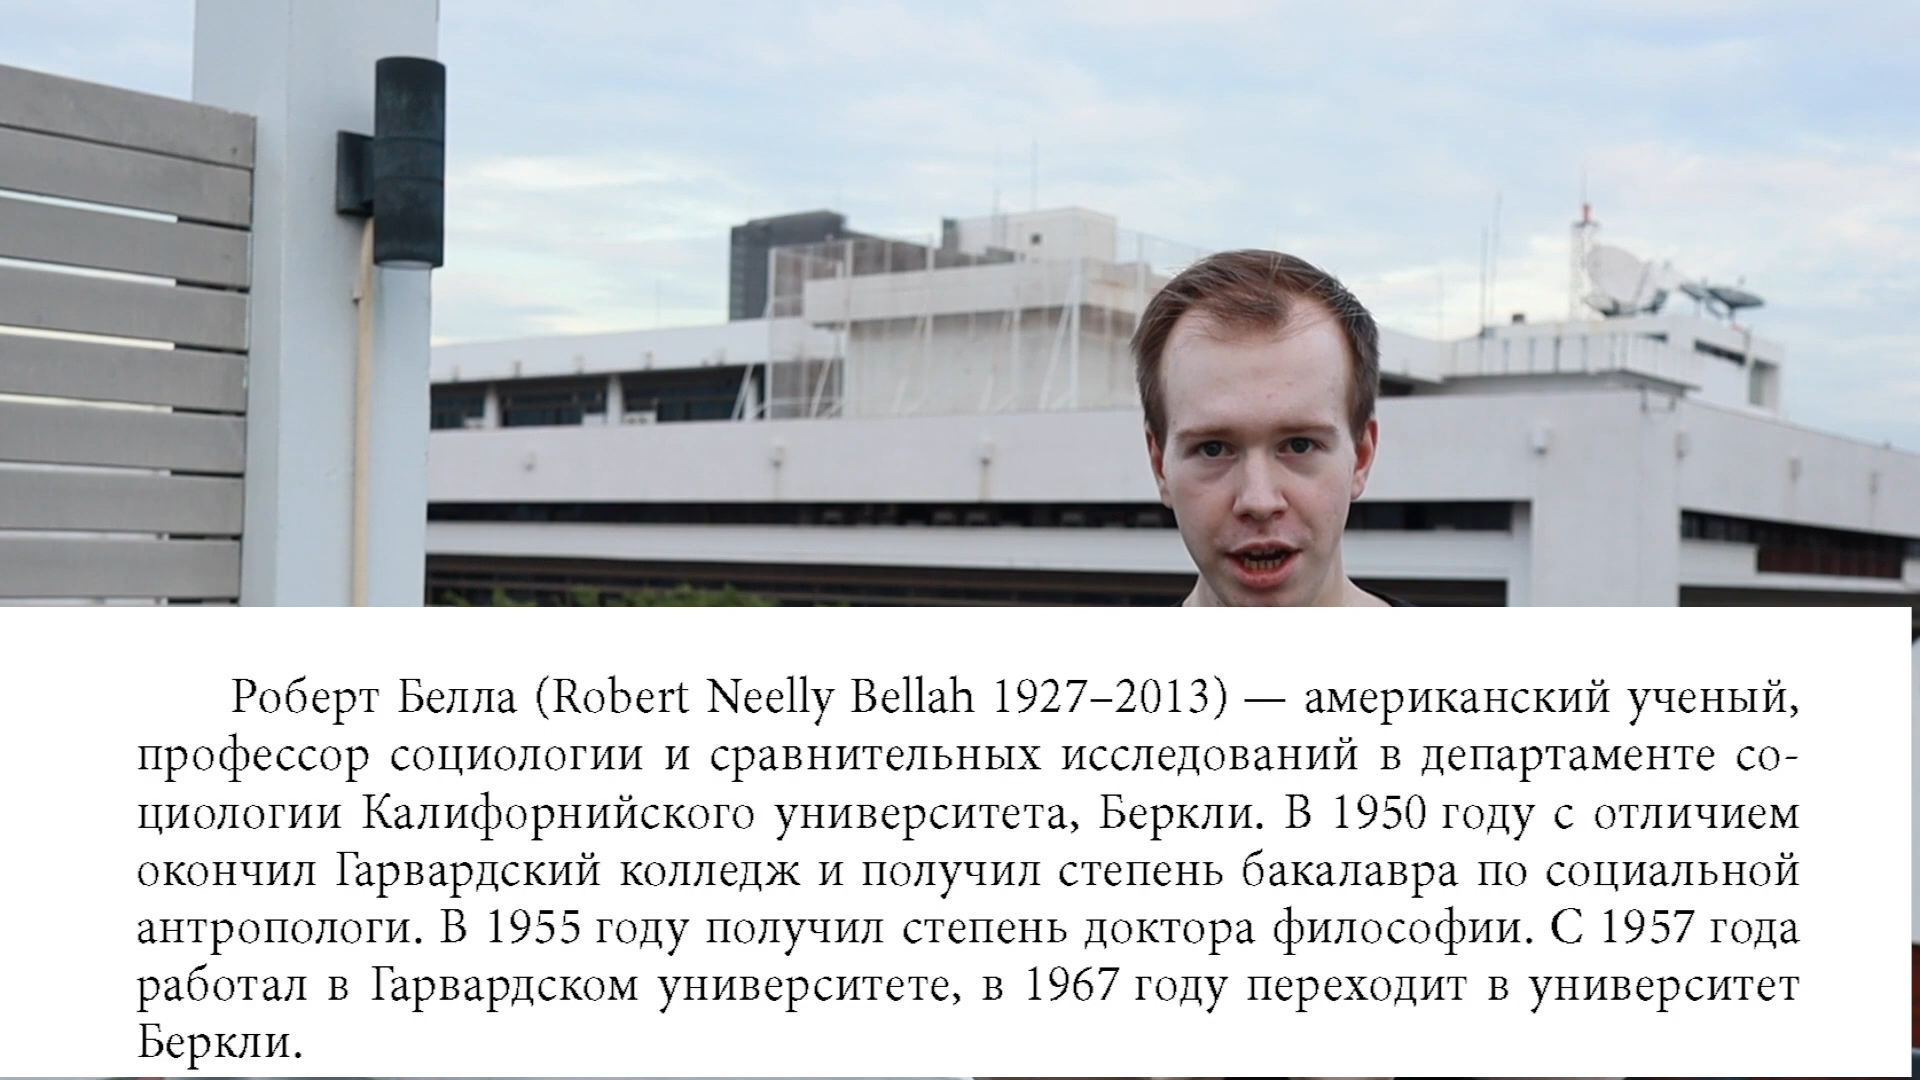 Роберт Белла (Robert Neelly Bellah 1927–2013) — американский ученый,
профессор социологии и сравнительных исследований в департаменте со-
циологии Калифорнийского университета, Беркли. В 1950 году с отличием
окончил Гарвардский колледж и получил степень бакалавра по социальной
антропологи. В 1955 году получил степень доктора философии. С 1957 года
работал в Гарвардском университете, в 1967 году переходит в университет
Беркли.